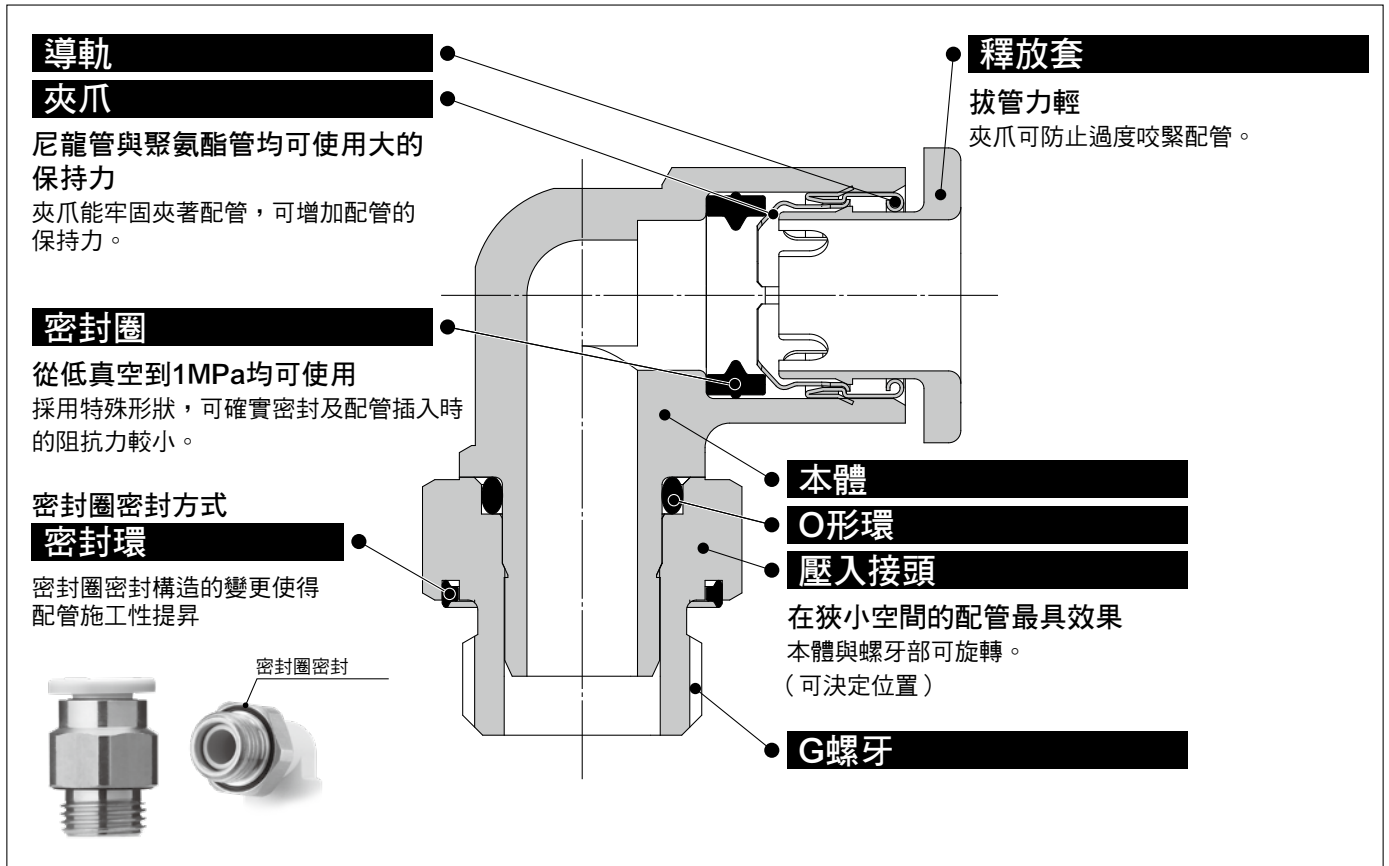 導軌
夾爪
尼龍管與聚氨酯管均可使用大的
保持力
夾爪能牢固夾著配管，可增加配管的
保持力。
密封圈
從低真空到1MPa均可使用
採用特殊形狀，可確實密封及配管插入時
的阻抗力較小。
密封圈密封方式
密封環
密封圈密封構造的變更使得
配管施工性提昇
密封圈密封
釋放套
拔管力輕
夾爪可防止過度咬緊配管。
本體
O形環
壓入接頭
在狹小空間的配管最具效果
本體與螺牙部可旋轉。
（可決定位置）
G螺牙